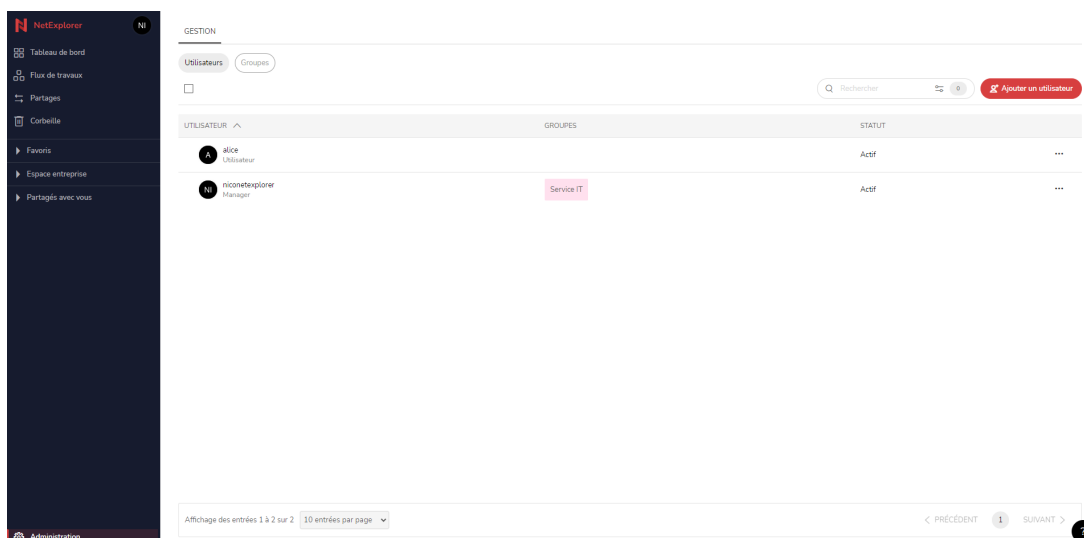 NetExplorer NI
Tableau de bord
Flux de travaux
Partages
Corbeille
Favoris
Espace entreprise
Partagés avec vous
Administration
GESTION
Utilisateurs Groupes
Rechercher 0 Ajouter un utilisateur
UTILISATEUR GROUPES STATUT
A alice Actif ...
Utilisateur
NI niconetexplorer Service IT Actif ...
Manager
Affichage des entrées 1 à 2 sur 2 10 entrées par page < PRÉCÉDENT 1 SUIVANT >
?